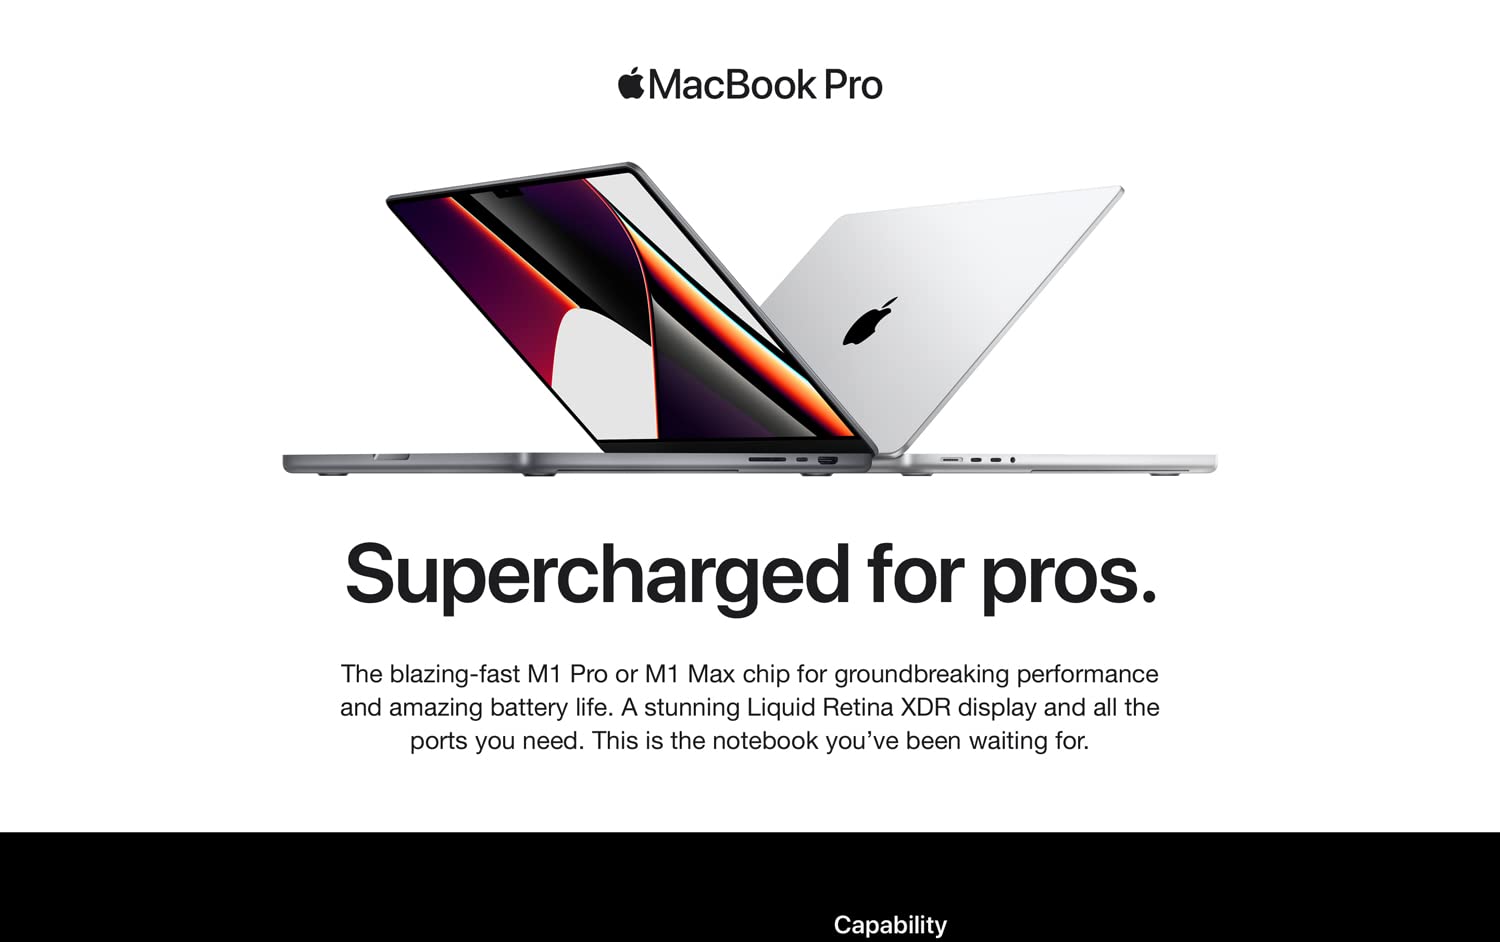 MacBook Pro
Supercharged for pros.
The blazing-fast M1 Pro or M1 Max chip for groundbreaking performance
and amazing battery life. A stunning Liquid Retina XDR display and all the
ports you need. This is the notebook you’ve been waiting for.
Capability